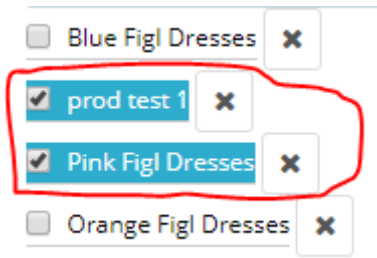 Blue Figl Dresses
prod test 1
Pink Figl Dresses
Orange Figl Dresses